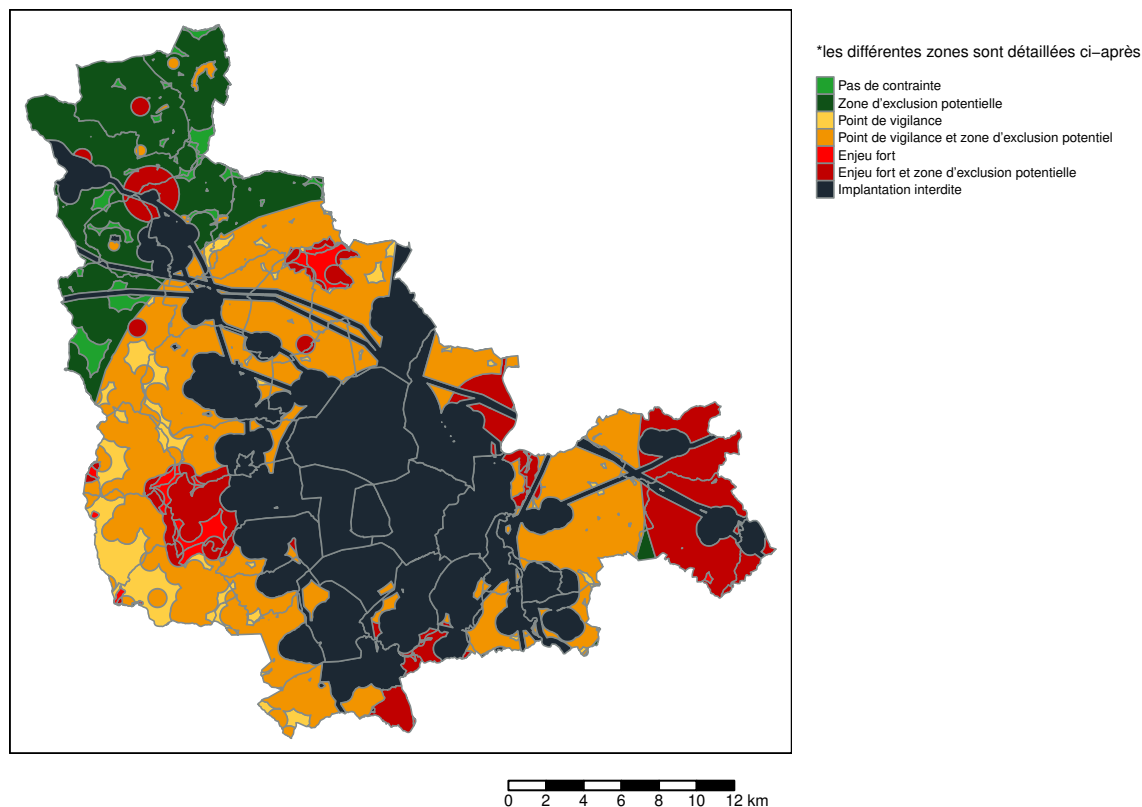 *les différentes zones sont détaillées ci−après
Pas de contrainte
Zone d'exclusion potentielle
Point de vigilance
Point de vigilance et zone d'exclusion potentiel
Enjeu fort
Enjeu fort et zone d'exclusion potentielle
Implantation interdite
0 2 4 6 8 10 12 km